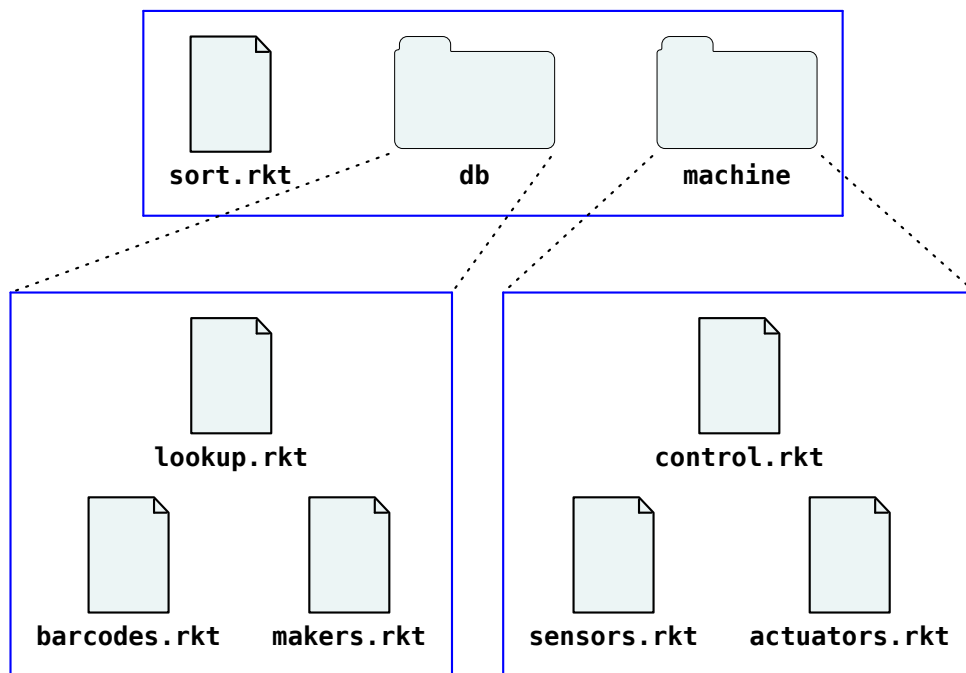 sort.rkt db machine
lookup.rkt
control.rkt
barcodes.rkt makers.rkt
sensors.rkt actuators.rkt